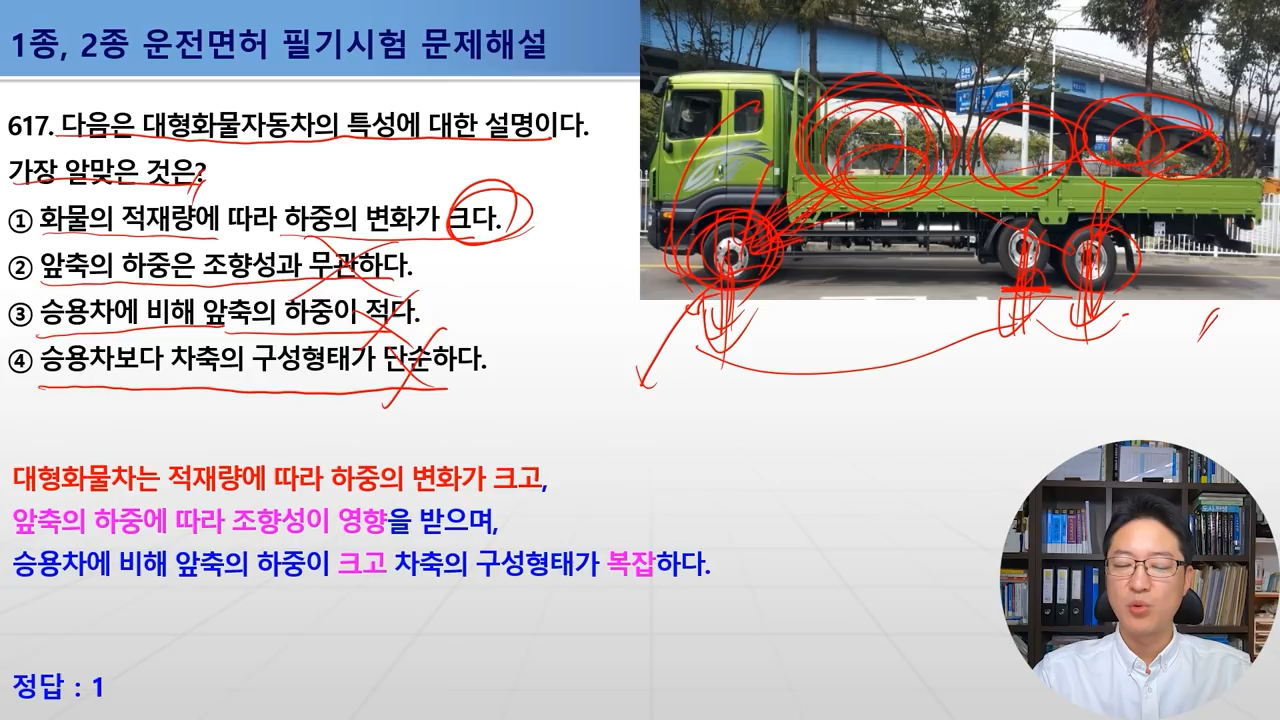 1종, 2종 운전면허 필기시험 문제해설
617. 다음은 대형화물자동차의 특성에 대한 설명이다.
가장 알맞은 것은?
① 화물의 적재량에 따라 하중의 변화가 크다.
② 앞축의 하중은 조향성과 무관하다.
③ 승용차에 비해 앞축의 하중이 적다.
④ 승용차보다 차축의 구성형태가 단순하다.
대형화물차는 적재량에 따라 하중의 변화가 크고,
앞축의 하중에 따라 조향성이 영향을 받으며,
승용차에 비해 앞축의 하중이 크고 차축의 구성형태가 복잡하다.
정답 : 1